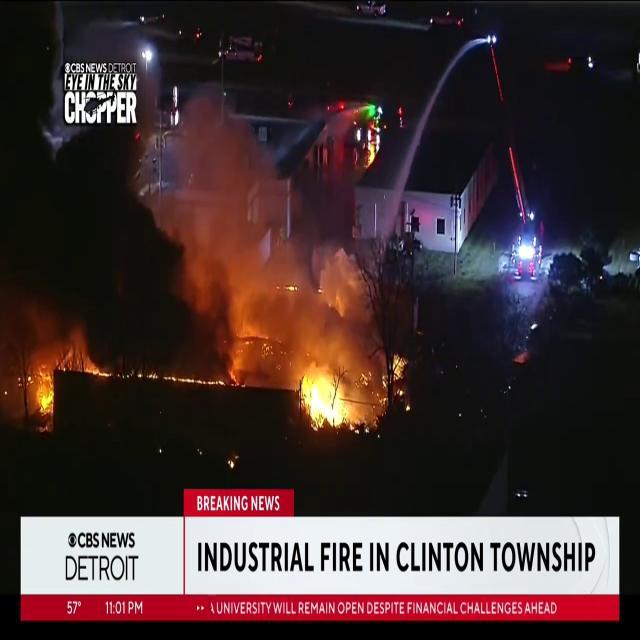 CBS NEWS DETROIT
EYE IN THE SKY
CHOPPER
BREAKING NEWS
CBS NEWS
DETROIT
INDUSTRIAL FIRE IN CLINTON TOWNSHIP
57° 11:01 PM
A UNIVERSITY WILL REMAIN OPEN DESPITE FINANCIAL CHALLENGES AHEAD